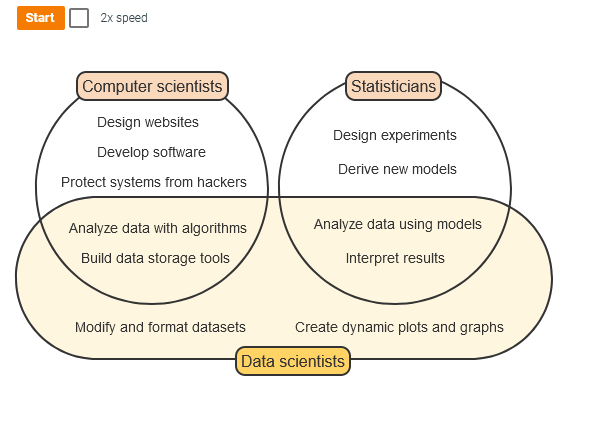 Start
2x speed
Computer scientists
Statisticians
Design websites
Develop software
Protect systems from hackers
Design experiments
Derive new models
Analyze data with algorithms
Build data storage tools
Analyze data using models
Interpret results
Modify and format datasets
Create dynamic plots and graphs
Data scientists